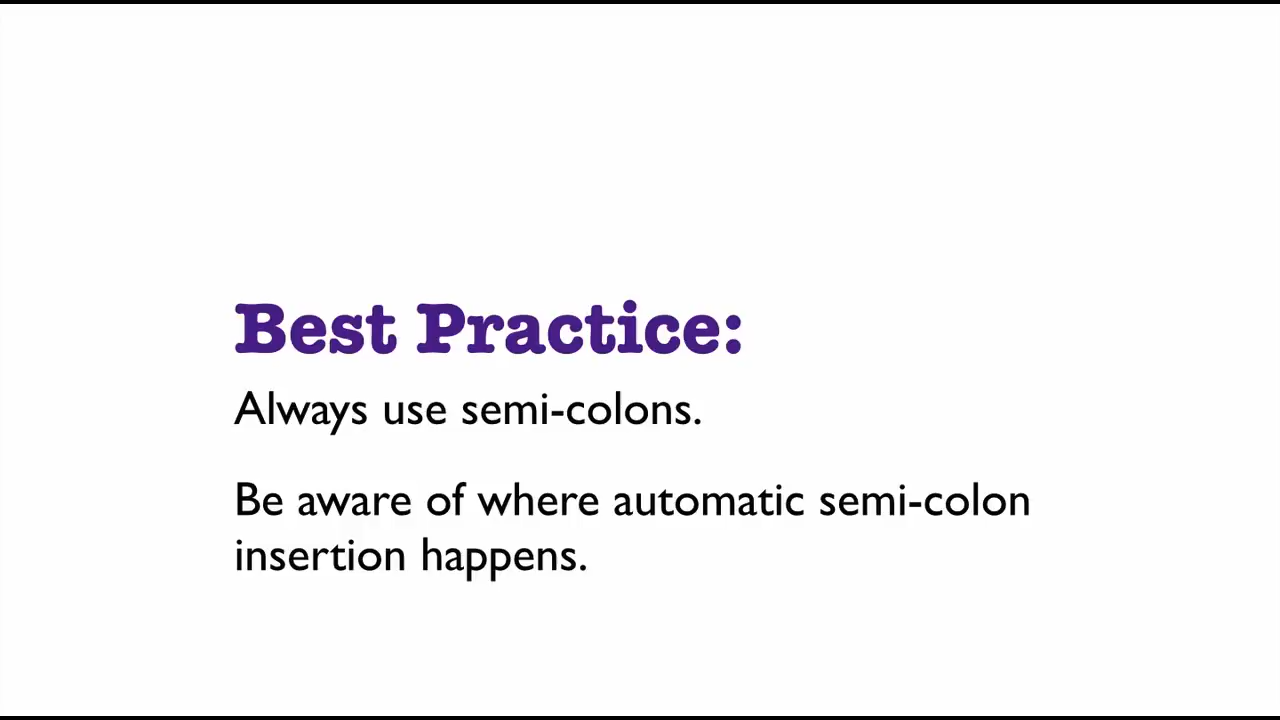 Best Practice:
Always use semi-colons.
Be aware of where automatic semi-colon
insertion happens.